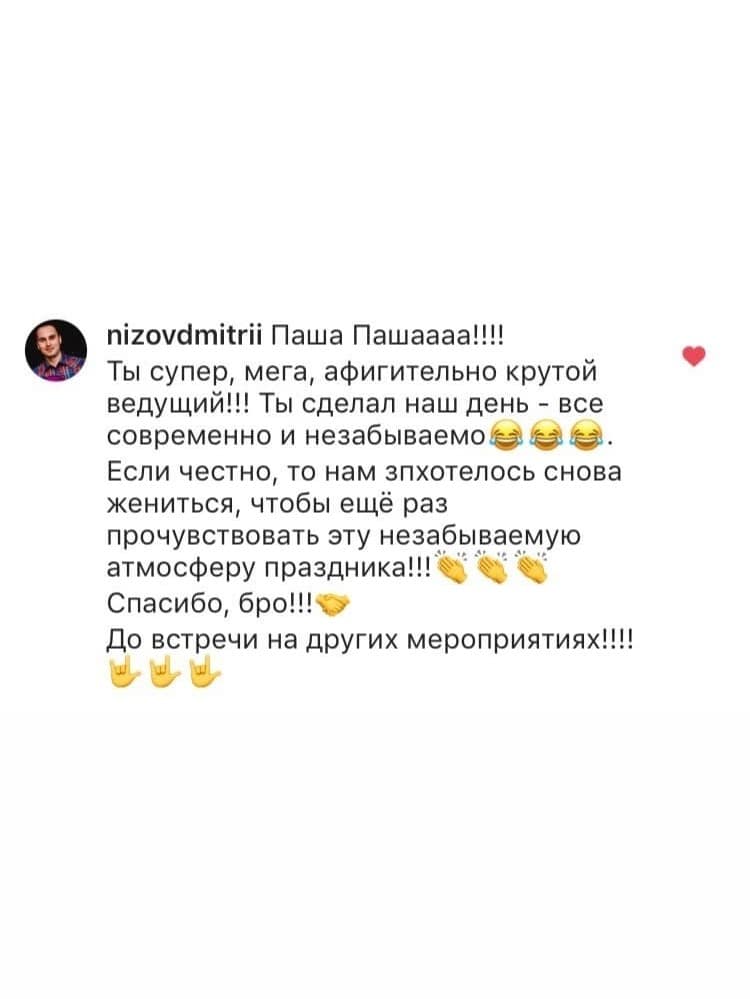 nizovdmitrii Паша Пашаааа!!!!
Ты супер, мега, афигительно крутой
ведущий!!! Ты сделал наш день - все
современно и незабываемо😂😂😂.
Если честно, то нам зпхотелось снова
жениться, чтобы ещё раз
прочувствовать эту незабываемую
атмосферу праздника!!!👏👏👏
Спасибо, бро!!!🤝
До встречи на других мероприятиях!!!!
🤟🤟🤟